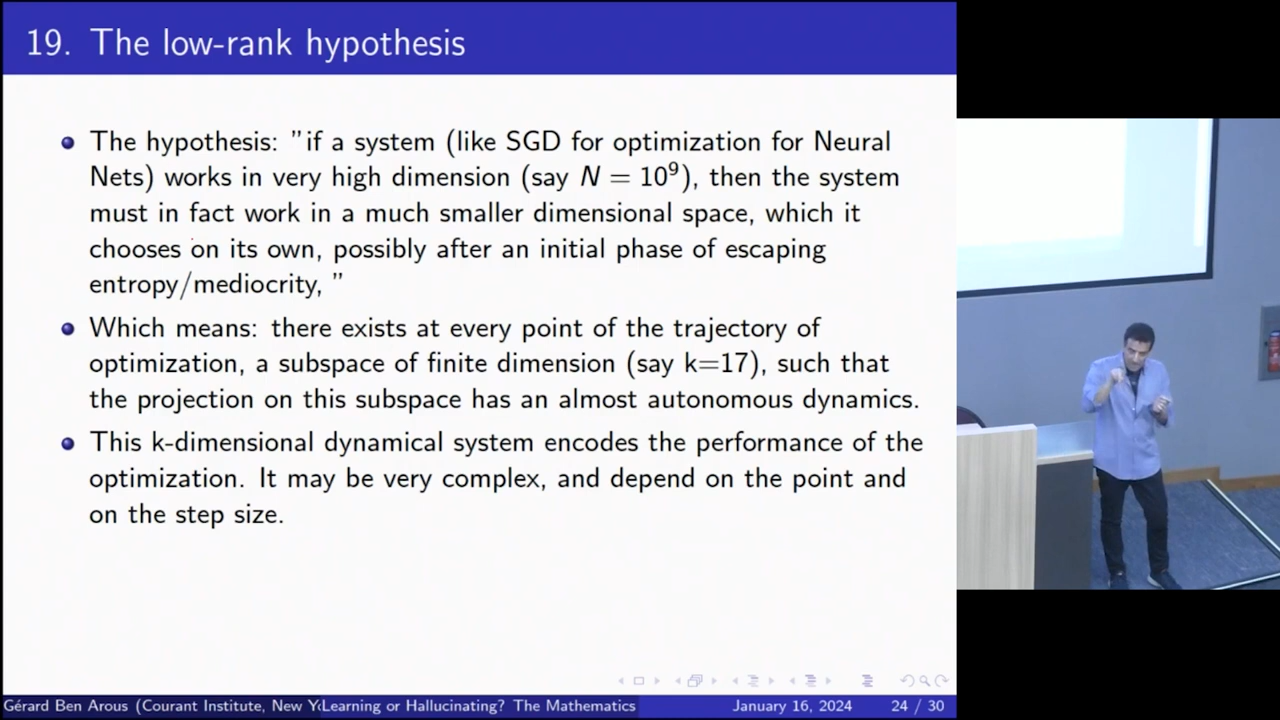 19. The low-rank hypothesis
The hypothesis: ”if a system (like SGD for optimization for Neural
Nets) works in very high dimension (say N = 10⁹), then the system
must in fact work in a much smaller dimensional space, which it
chooses on its own, possibly after an initial phase of escaping
entropy/mediocrity, ”
Which means: there exists at every point of the trajectory of
optimization, a subspace of finite dimension (say k=17), such that
the projection on this subspace has an almost autonomous dynamics.
This k-dimensional dynamical system encodes the performance of the
optimization. It may be very complex, and depend on the point and
on the step size.
Gérard Ben Arous (Courant Institute, New Y Learning or Hallucinating? The Mathematics January 16, 2024 24 / 30